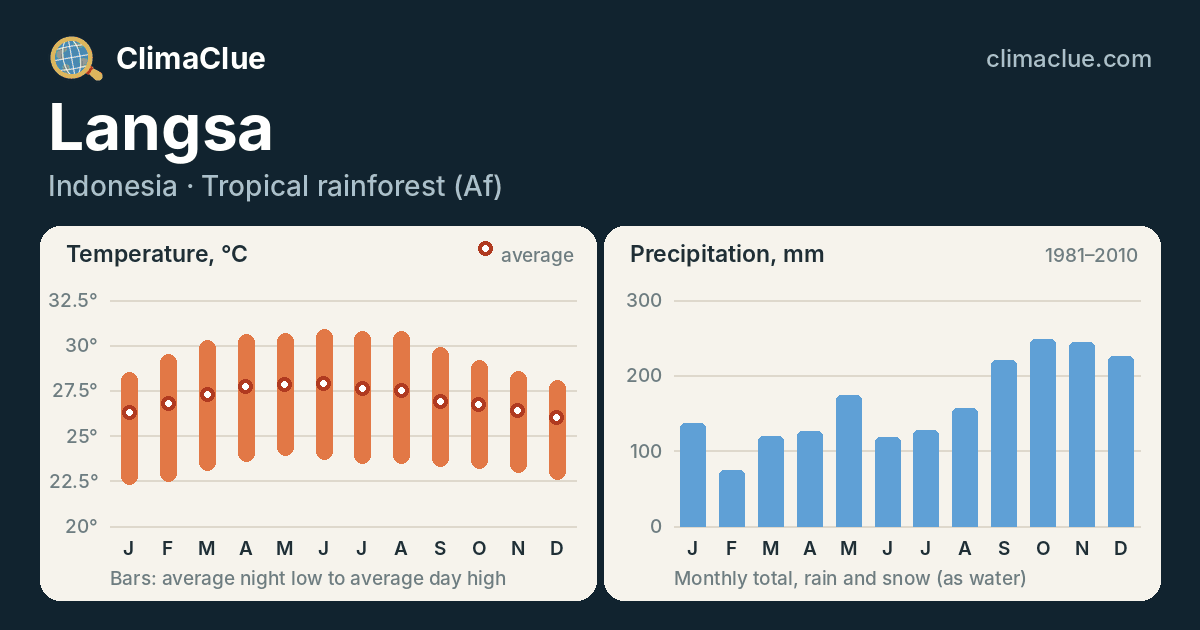 ClimaClue
climaclue.com
Langsa
Indonesia · Tropical rainforest (Af)
Temperature, °C
average
32.5°
30°
27.5°
25°
22.5°
20°
J F M A M J J A S O N D
Bars: average night low to average day high
Precipitation, mm
1981–2010
300
200
100
0
J F M A M J J A S O N D
Monthly total, rain and snow (as water)